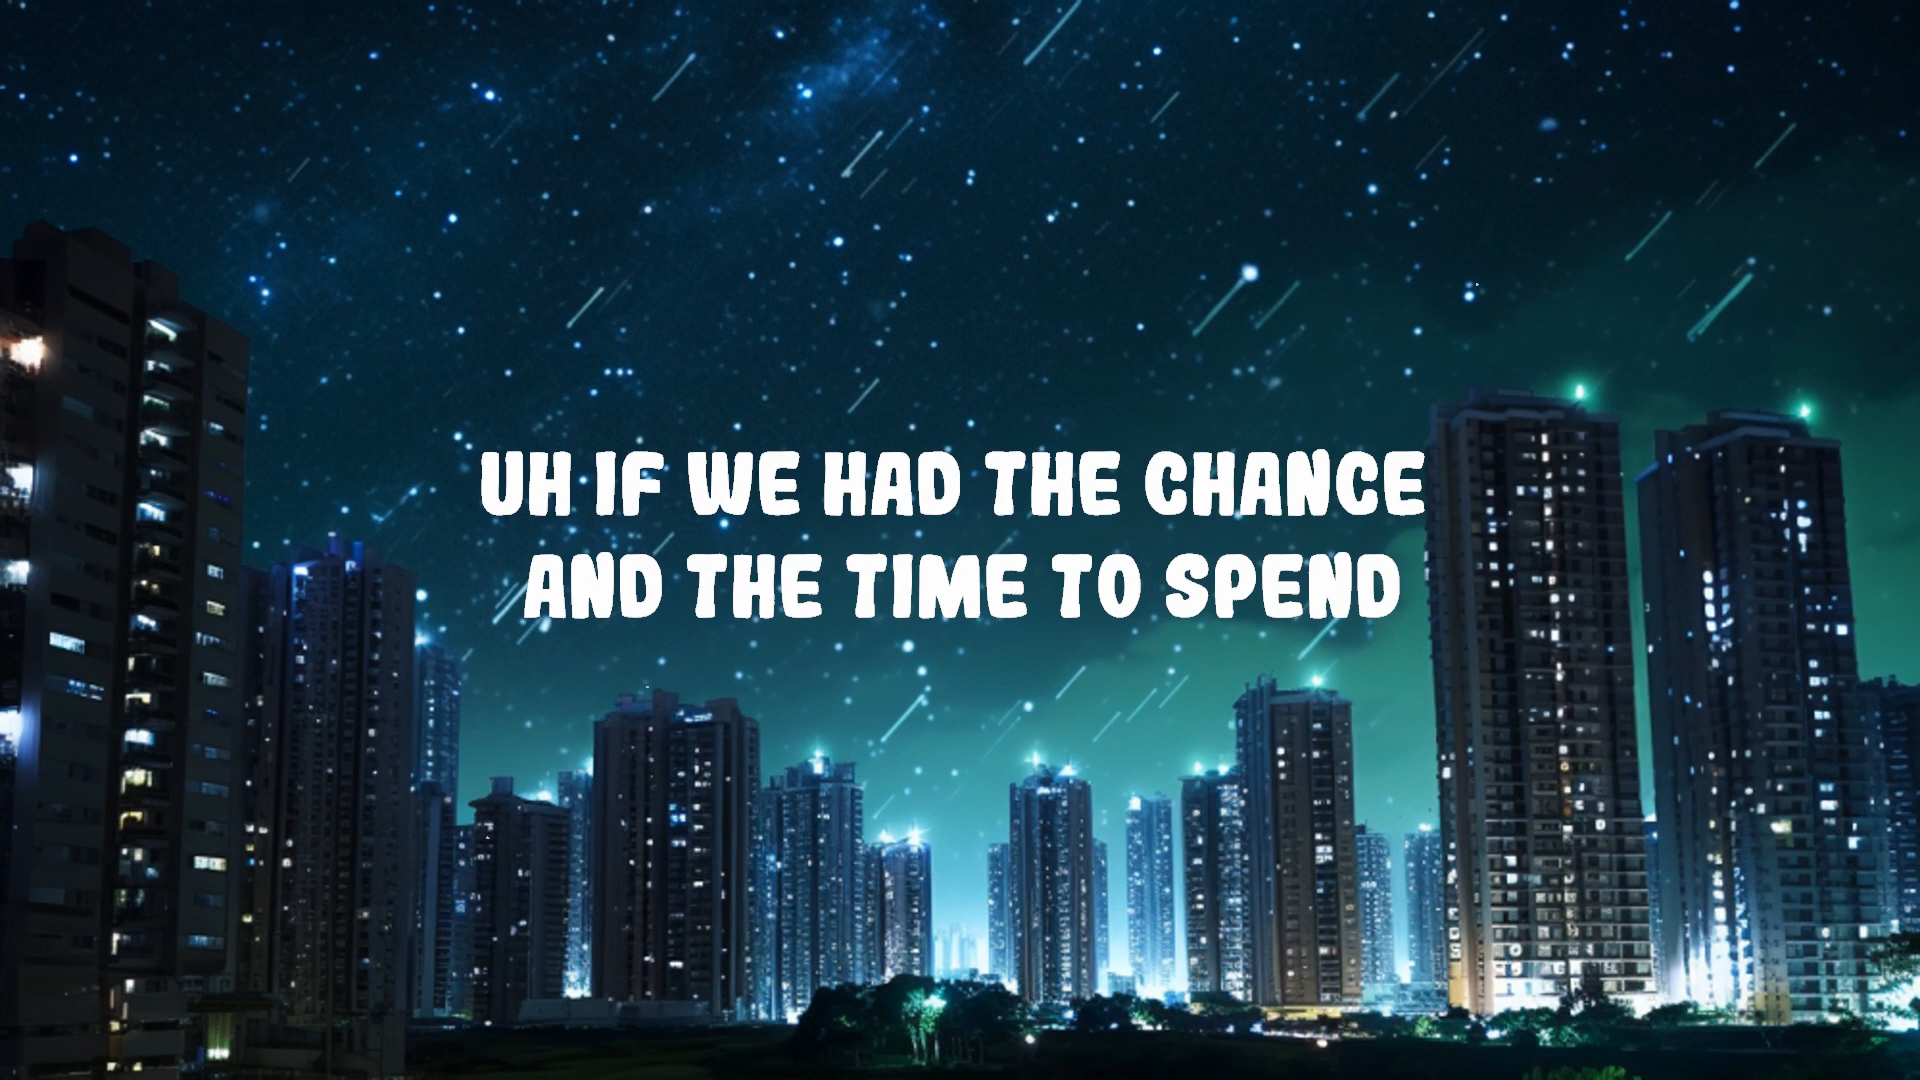 UH IF WE HAD THE CHANCE
AND THE TIME TO SPEND